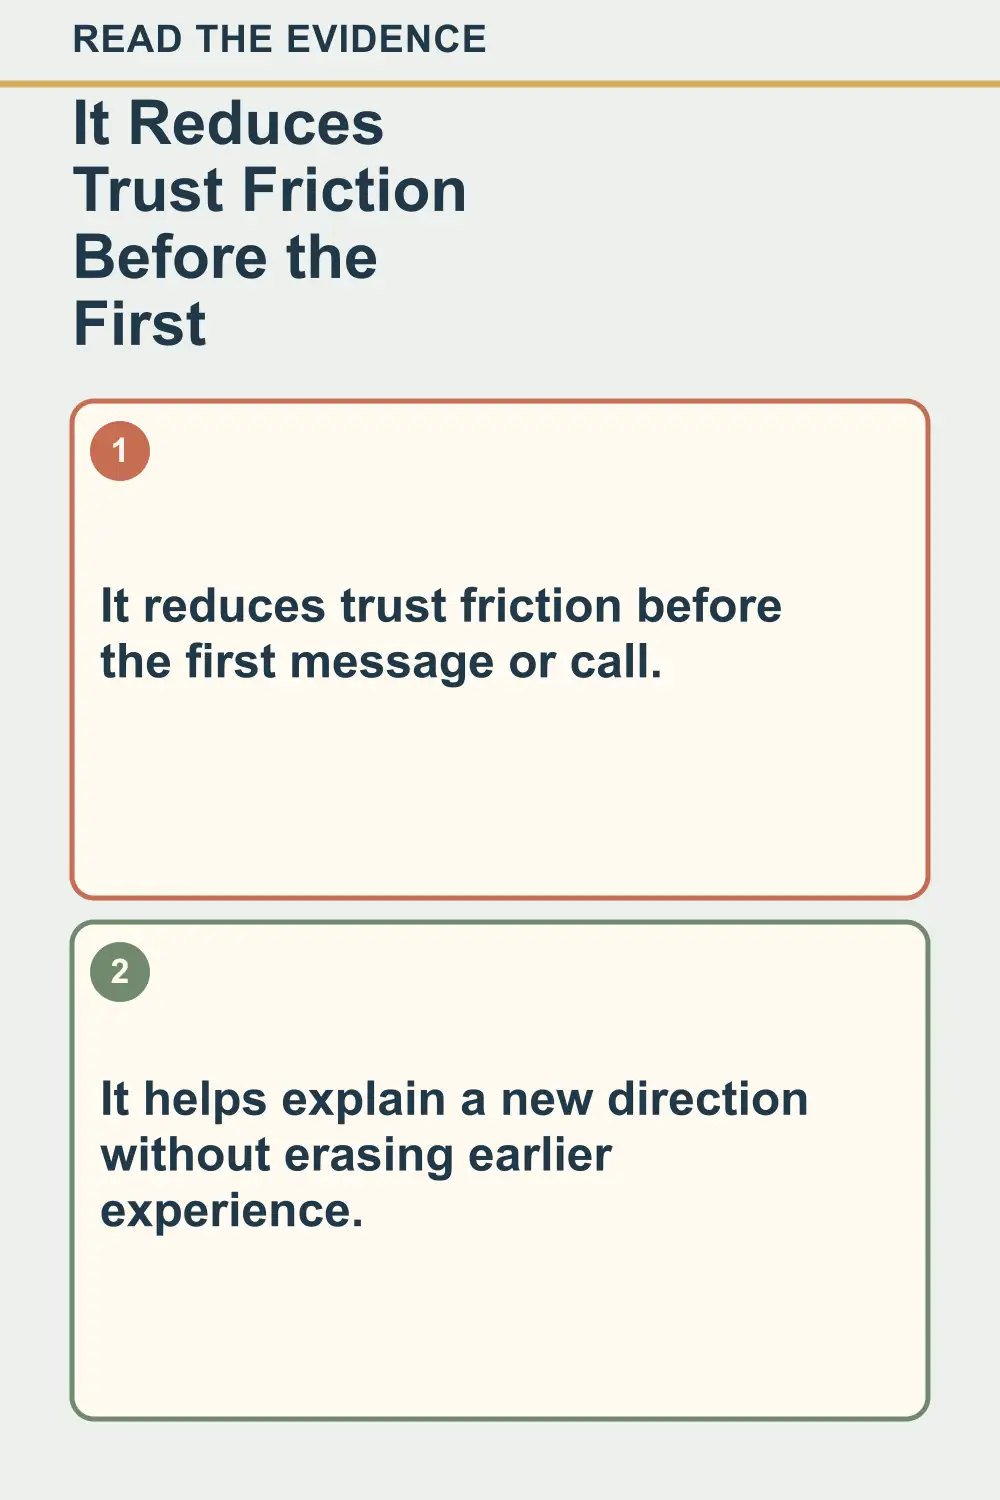 READ THE EVIDENCE
It Reduces
Trust Friction
Before the
First
1
It reduces trust friction before
the first message or call.
2
It helps explain a new direction
without erasing earlier
experience.